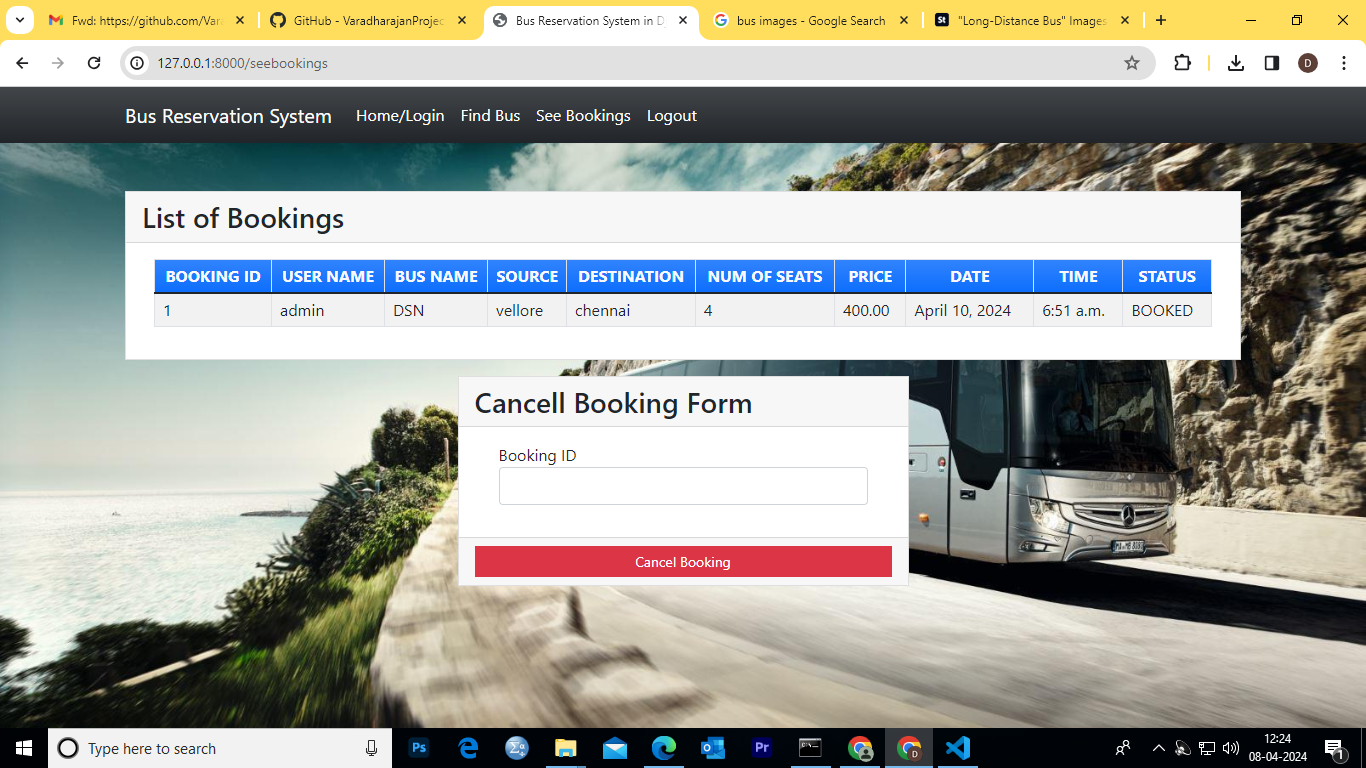 Fwd: https://github.com/Vara
GitHub - VaradharajanProjec
Bus Reservation System in Dj
bus images - Google Search
"Long-Distance Bus" Images
127.0.0.1:8000/seebookings
D
Bus Reservation System Home/Login Find Bus See Bookings Logout
List of Bookings
BOOKING ID USER NAME BUS NAME SOURCE DESTINATION NUM OF SEATS PRICE DATE TIME STATUS
1 admin DSN vellore chennai 4 400.00 April 10, 2024 6:51 a.m. BOOKED
Cancell Booking Form
Booking ID
Cancel Booking
Type here to search
12:24
08-04-2024